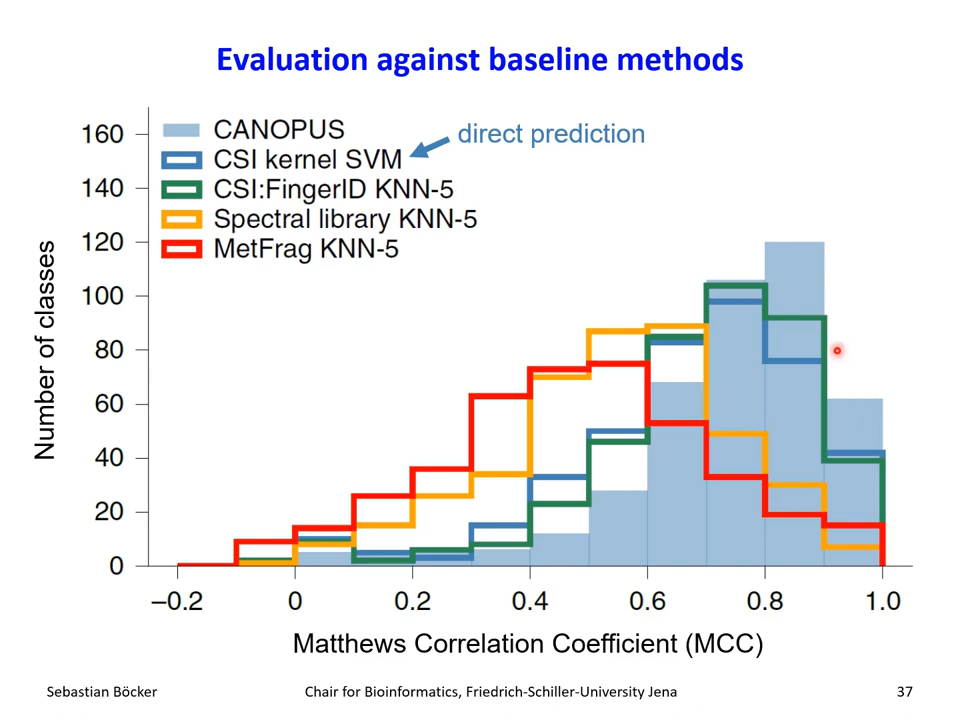 Evaluation against baseline methods
CANOPUS
CSI kernel SVM
direct prediction
CSI:FingerID KNN-5
Spectral library KNN-5
MetFrag KNN-5
Number of classes
160
140
120
100
80
60
40
20
0
−0.2 0 0.2 0.4 0.6 0.8 1.0
Matthews Correlation Coefficient (MCC)
Sebastian Böcker Chair for Bioinformatics, Friedrich-Schiller-University Jena 37